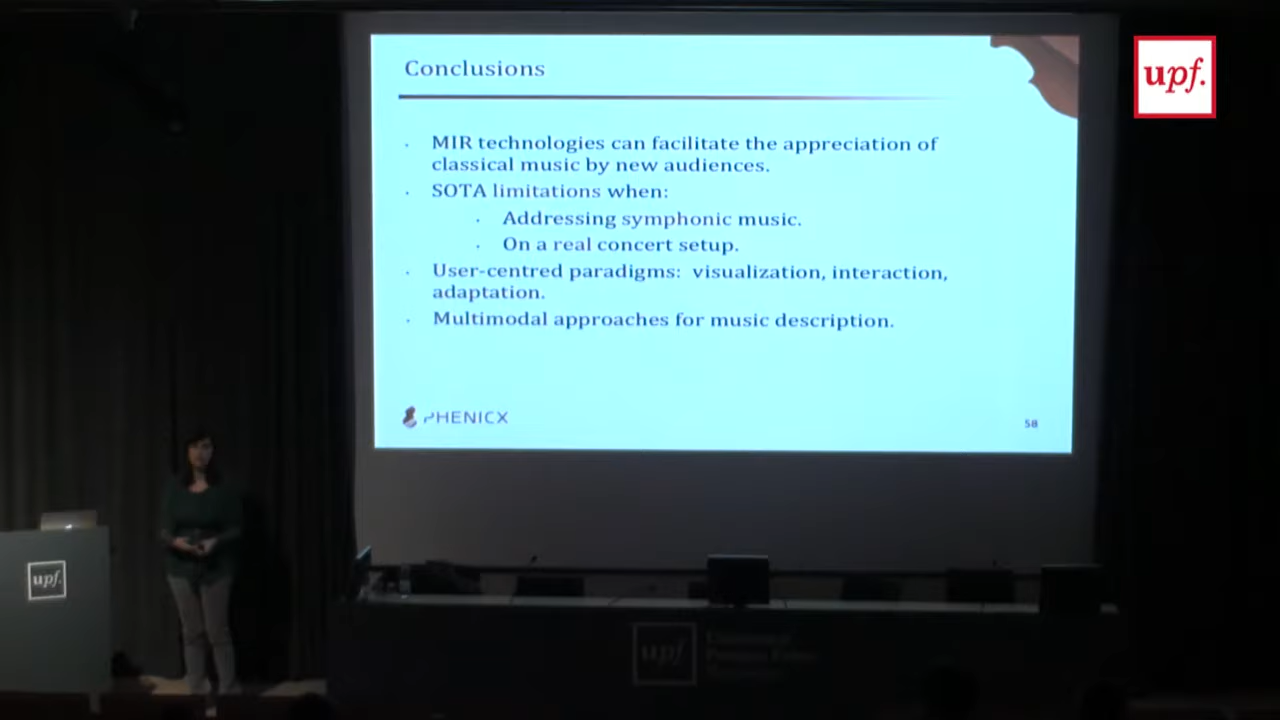 Conclusions
upf.
· MIR technologies can facilitate the appreciation of
classical music by new audiences.
· SOTA limitations when:
· Addressing symphonic music.
· On a real concert setup.
· User-centred paradigms: visualization, interaction,
adaptation.
· Multimodal approaches for music description.
PHENICX
58
upf.
upf